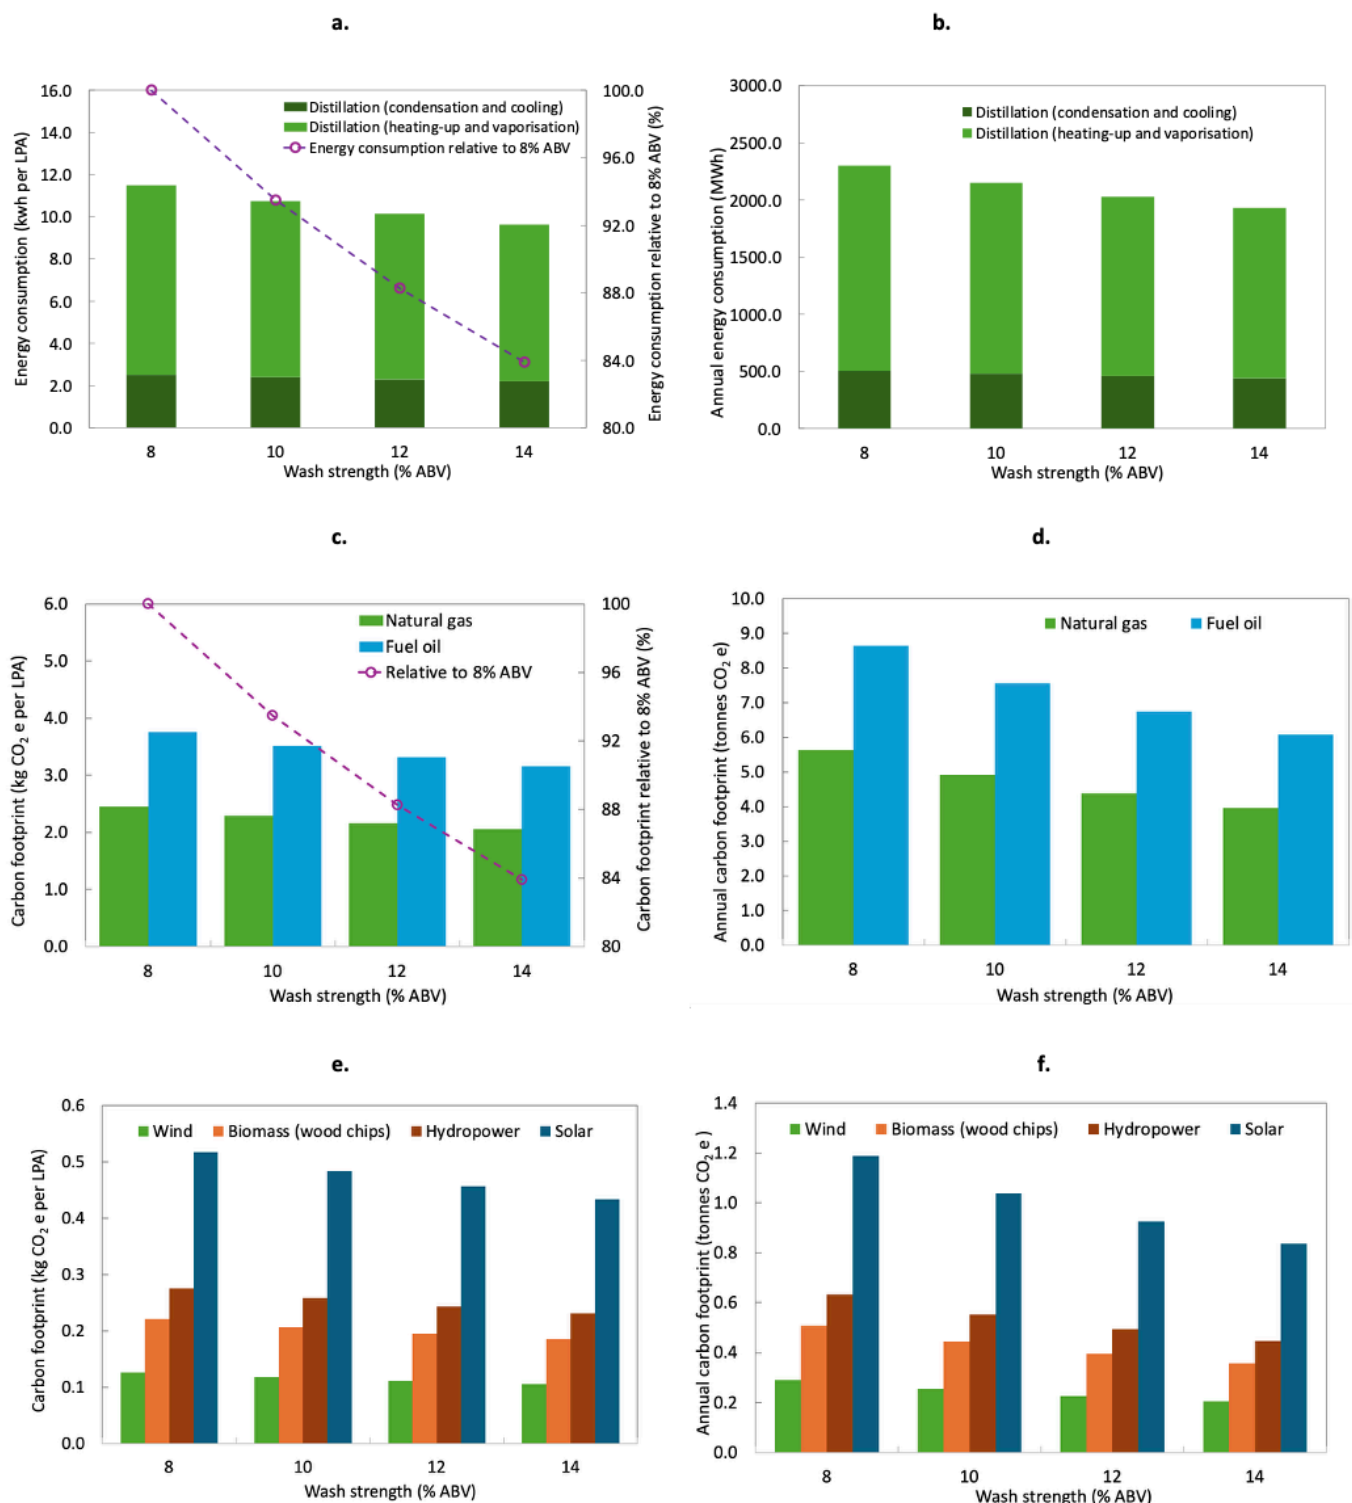 a.
Energy consumption (kwh per LPA)
16.0
14.0
12.0
10.0
8.0
6.0
4.0
2.0
0.0
Distillation (condensation and cooling)
Distillation (heating-up and vaporisation)
Energy consumption relative to 8% ABV
100.0
96.0
92.0
88.0
84.0
80.0
Energy consumption relative to 8% ABV (%)
8 10 12 14
Wash strength (% ABV)
b.
Annual energy consumption (MWh)
3000.0
2500.0
2000.0
1500.0
1000.0
500.0
0.0
Distillation (condensation and cooling)
Distillation (heating-up and vaporisation)
8 10 12 14
Wash strength (% ABV)
c.
Carbon footprint (kg CO2 e per LPA)
6.0
5.0
4.0
3.0
2.0
1.0
0.0
Natural gas
Fuel oil
Relative to 8% ABV
100
96
92
88
84
80
Carbon footprint relative to 8% ABV (%)
8 10 12 14
Wash strength (% ABV)
d.
Annual carbon footprint (tonnes CO2 e)
10.0
9.0
8.0
7.0
6.0
5.0
4.0
3.0
2.0
1.0
0.0
Natural gas Fuel oil
8 10 12 14
Wash strength (% ABV)
e.
Carbon footprint (kg CO2 e per LPA)
0.6
0.5
0.4
0.3
0.2
0.1
0.0
Wind Biomass (wood chips) Hydropower Solar
8 10 12 14
Wash strength (% ABV)
f.
Annual carbon footprint (tonnes CO2 e )
1.4
1.2
1.0
0.8
0.6
0.4
0.2
0.0
Wind Biomass (wood chips) Hydropower Solar
8 10 12 14
Wash strength (% ABV)